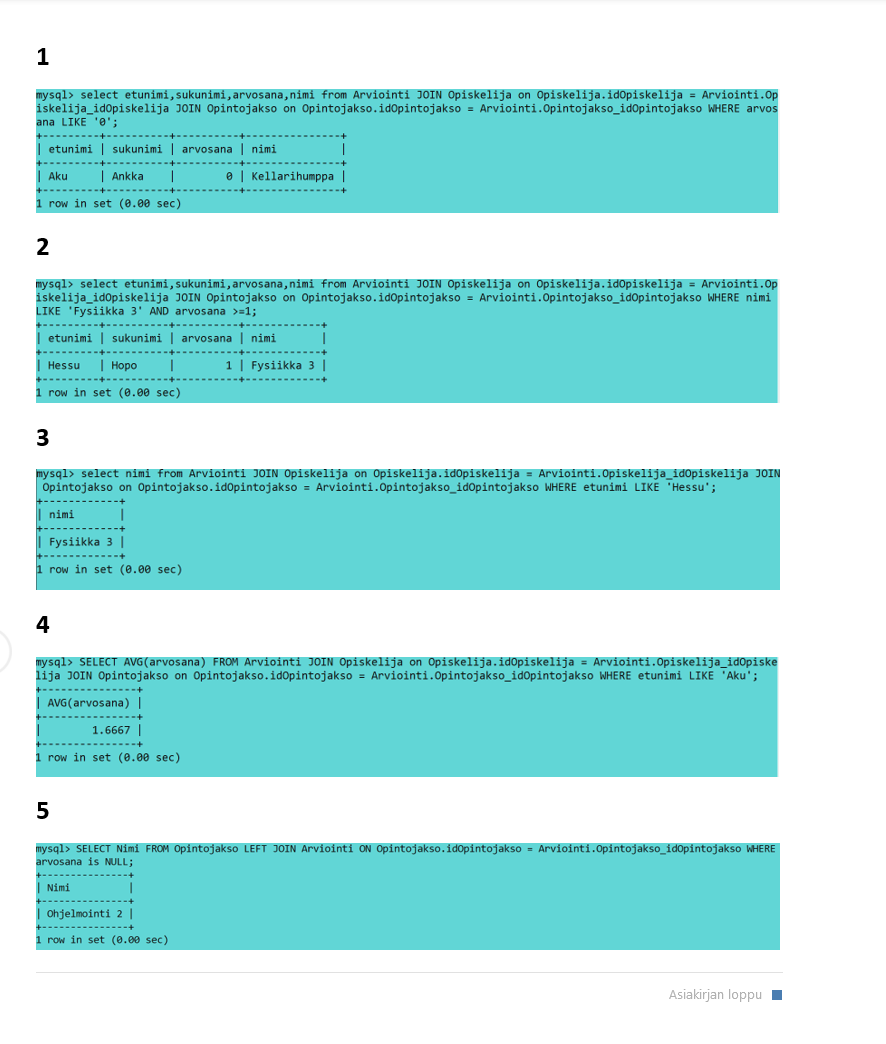 1
mysql> select etunimi,sukunimi,arvosana,nimi from Arviointi JOIN Opiskelija on Opiskelija.idOpiskelija = Arviointi.Op
iskelija_idOpiskelija JOIN Opintojakso on Opintojakso.idOpintojakso = Arviointi.Opintojakso_idOpintojakso WHERE arvos
ana LIKE '0';
+---------+----------+----------+---------------+
| etunimi | sukunimi | arvosana | nimi          |
+---------+----------+----------+---------------+
| Aku     | Ankka    |        0 | Kellarihumppa |
+---------+----------+----------+---------------+
1 row in set (0.00 sec)
2
mysql> select etunimi,sukunimi,arvosana,nimi from Arviointi JOIN Opiskelija on Opiskelija.idOpiskelija = Arviointi.Op
iskelija_idOpiskelija JOIN Opintojakso on Opintojakso.idOpintojakso = Arviointi.Opintojakso_idOpintojakso WHERE nimi
LIKE 'Fysiikka 3' AND arvosana >=1;
+---------+----------+----------+------------+
| etunimi | sukunimi | arvosana | nimi       |
+---------+----------+----------+------------+
| Hessu   | Hopo     |        1 | Fysiikka 3 |
+---------+----------+----------+------------+
1 row in set (0.00 sec)
3
mysql> select nimi from Arviointi JOIN Opiskelija on Opiskelija.idOpiskelija = Arviointi.Opiskelija_idOpiskelija JOIN
 Opintojakso on Opintojakso.idOpintojakso = Arviointi.Opintojakso_idOpintojakso WHERE etunimi LIKE 'Hessu';
+------------+
| nimi       |
+------------+
| Fysiikka 3 |
+------------+
1 row in set (0.00 sec)
4
mysql> SELECT AVG(arvosana) FROM Arviointi JOIN Opiskelija on Opiskelija.idOpiskelija = Arviointi.Opiskelija_idOpiske
lija JOIN Opintojakso on Opintojakso.idOpintojakso = Arviointi.Opintojakso_idOpintojakso WHERE etunimi LIKE 'Aku';
+---------------+
| AVG(arvosana) |
+---------------+
|        1.6667 |
+---------------+
1 row in set (0.00 sec)
5
mysql> SELECT Nimi FROM Opintojakso LEFT JOIN Arviointi ON Opintojakso.idOpintojakso = Arviointi.Opintojakso_idOpintojakso WHERE
arvosana is NULL;
+--------------+
| Nimi         |
+--------------+
| Ohjelmointi 2 |
+--------------+
1 row in set (0.00 sec)
Asiakirjan loppu